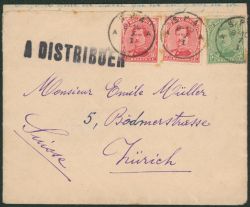 A DISTRIBUER
Monsieur Emile Müller
5, Bodmerstrasse
Zürich
Suisse